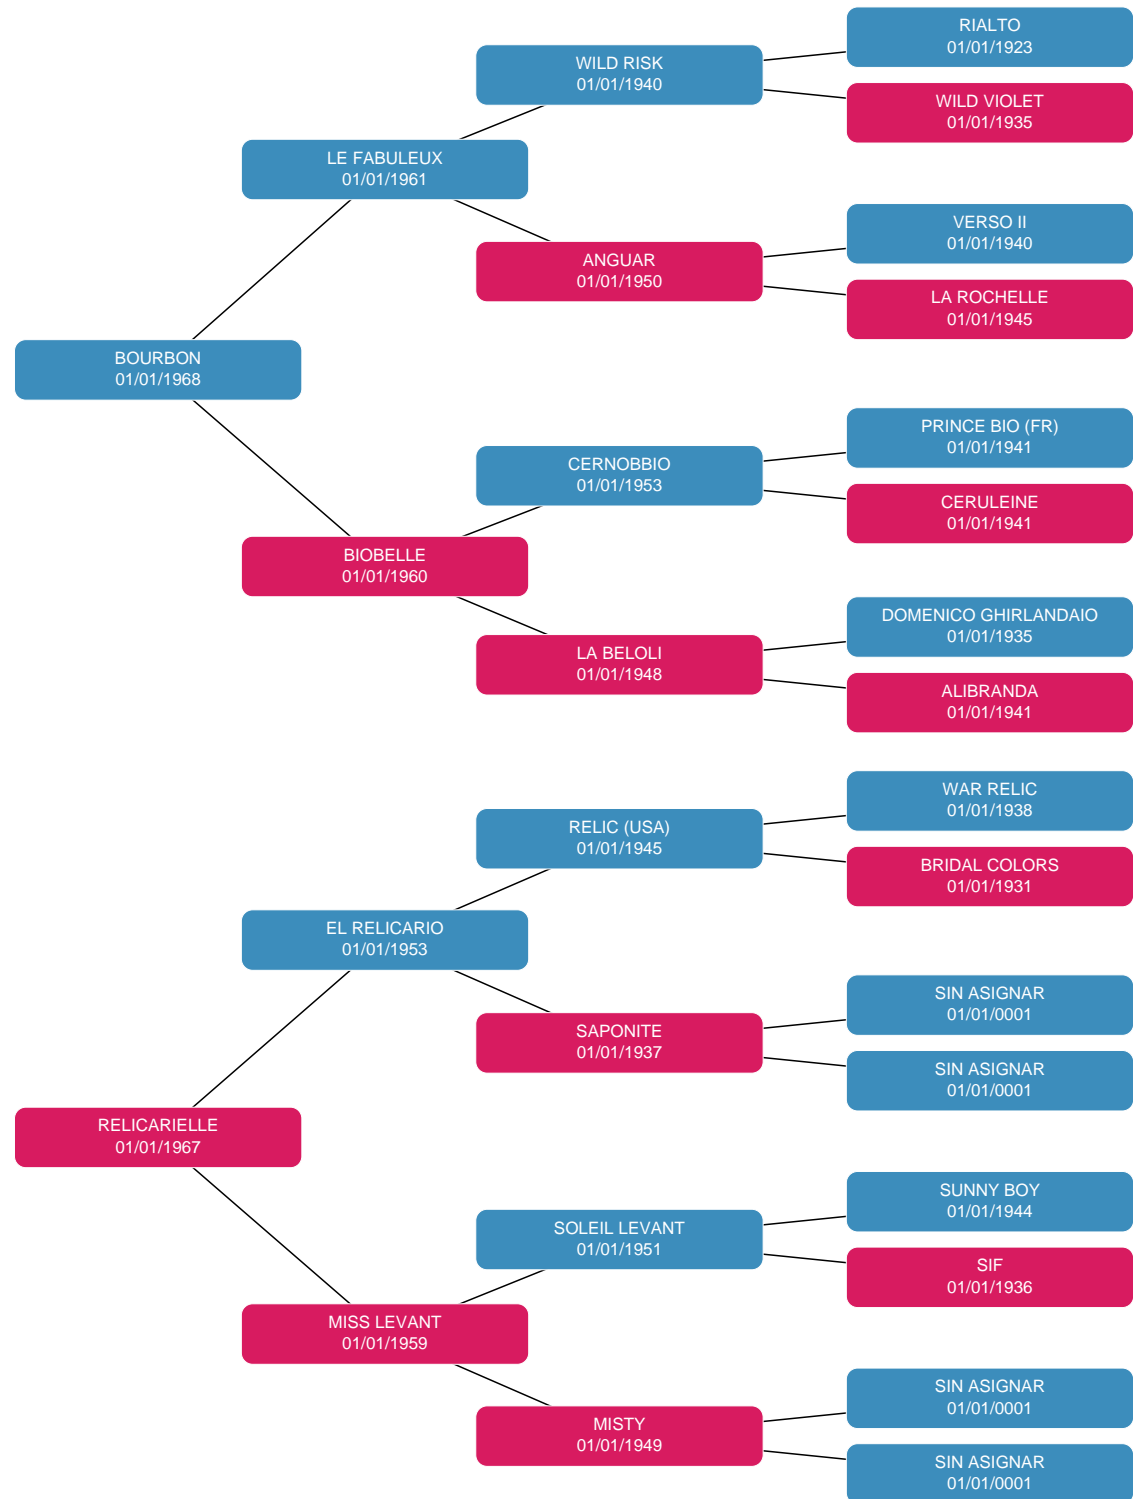 RIALTO
01/01/1923
WILD RISK
01/01/1940
WILD VIOLET
01/01/1935
LE FABULEUX
01/01/1961
VERSO II
01/01/1940
ANGUAR
01/01/1950
LA ROCHELLE
01/01/1945
BOURBON
01/01/1968
PRINCE BIO (FR)
01/01/1941
CERNOBBIO
01/01/1953
CERULEINE
01/01/1941
BIOBELLE
01/01/1960
DOMENICO GHIRLANDAIO
01/01/1935
LA BELOLI
01/01/1948
ALIBRANDA
01/01/1941
WAR RELIC
01/01/1938
RELIC (USA)
01/01/1945
BRIDAL COLORS
01/01/1931
EL RELICARIO
01/01/1953
SIN ASIGNAR
01/01/0001
SAPONITE
01/01/1937
SIN ASIGNAR
01/01/0001
RELICARIELLE
01/01/1967
SUNNY BOY
01/01/1944
SOLEIL LEVANT
01/01/1951
SIF
01/01/1936
MISS LEVANT
01/01/1959
SIN ASIGNAR
01/01/0001
MISTY
01/01/1949
SIN ASIGNAR
01/01/0001